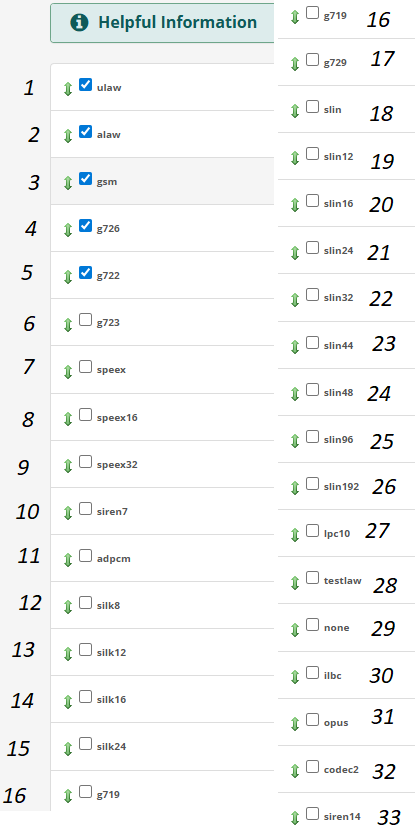 Helpful Information
1 ulaw
2 alaw
3 gsm
4 g726
5 g722
6 g723
7 speex
8 speex16
9 speex32
10 siren7
11 adpcm
12 silk8
13 silk12
14 silk16
15 silk24
16 g719
g719 16
g729 17
slin 18
slin12 19
slin16 20
slin24 21
slin32 22
slin44 23
slin48 24
slin96 25
slin192 26
lpc10 27
testlaw 28
none 29
ilbc 30
opus 31
codec2 32
siren14 33